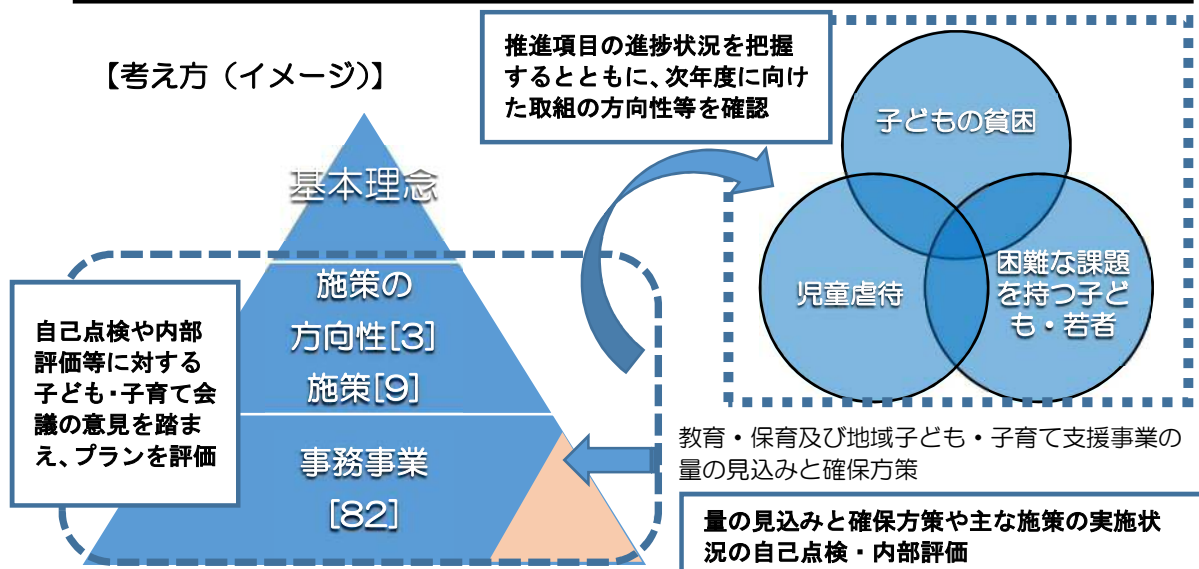 【考え方（イメージ）】
推進項目の進捗状況を把握
するとともに、次年度に向け
た取組の方向性等を確認
基本理念
施策の
方向性[3]
施策[9]
事務事業
[82]
自己点検や内部
評価等に対する
子ども・子育て会
議の意見を踏ま
え、プランを評価
子どもの貧困
児童虐待
困難な課題
を持つ子ど
も・若者
教育・保育及び地域子ども・子育て支援事業の
量の見込みと確保方策
量の見込みと確保方策や主な施策の実施状
況の自己点検・内部評価